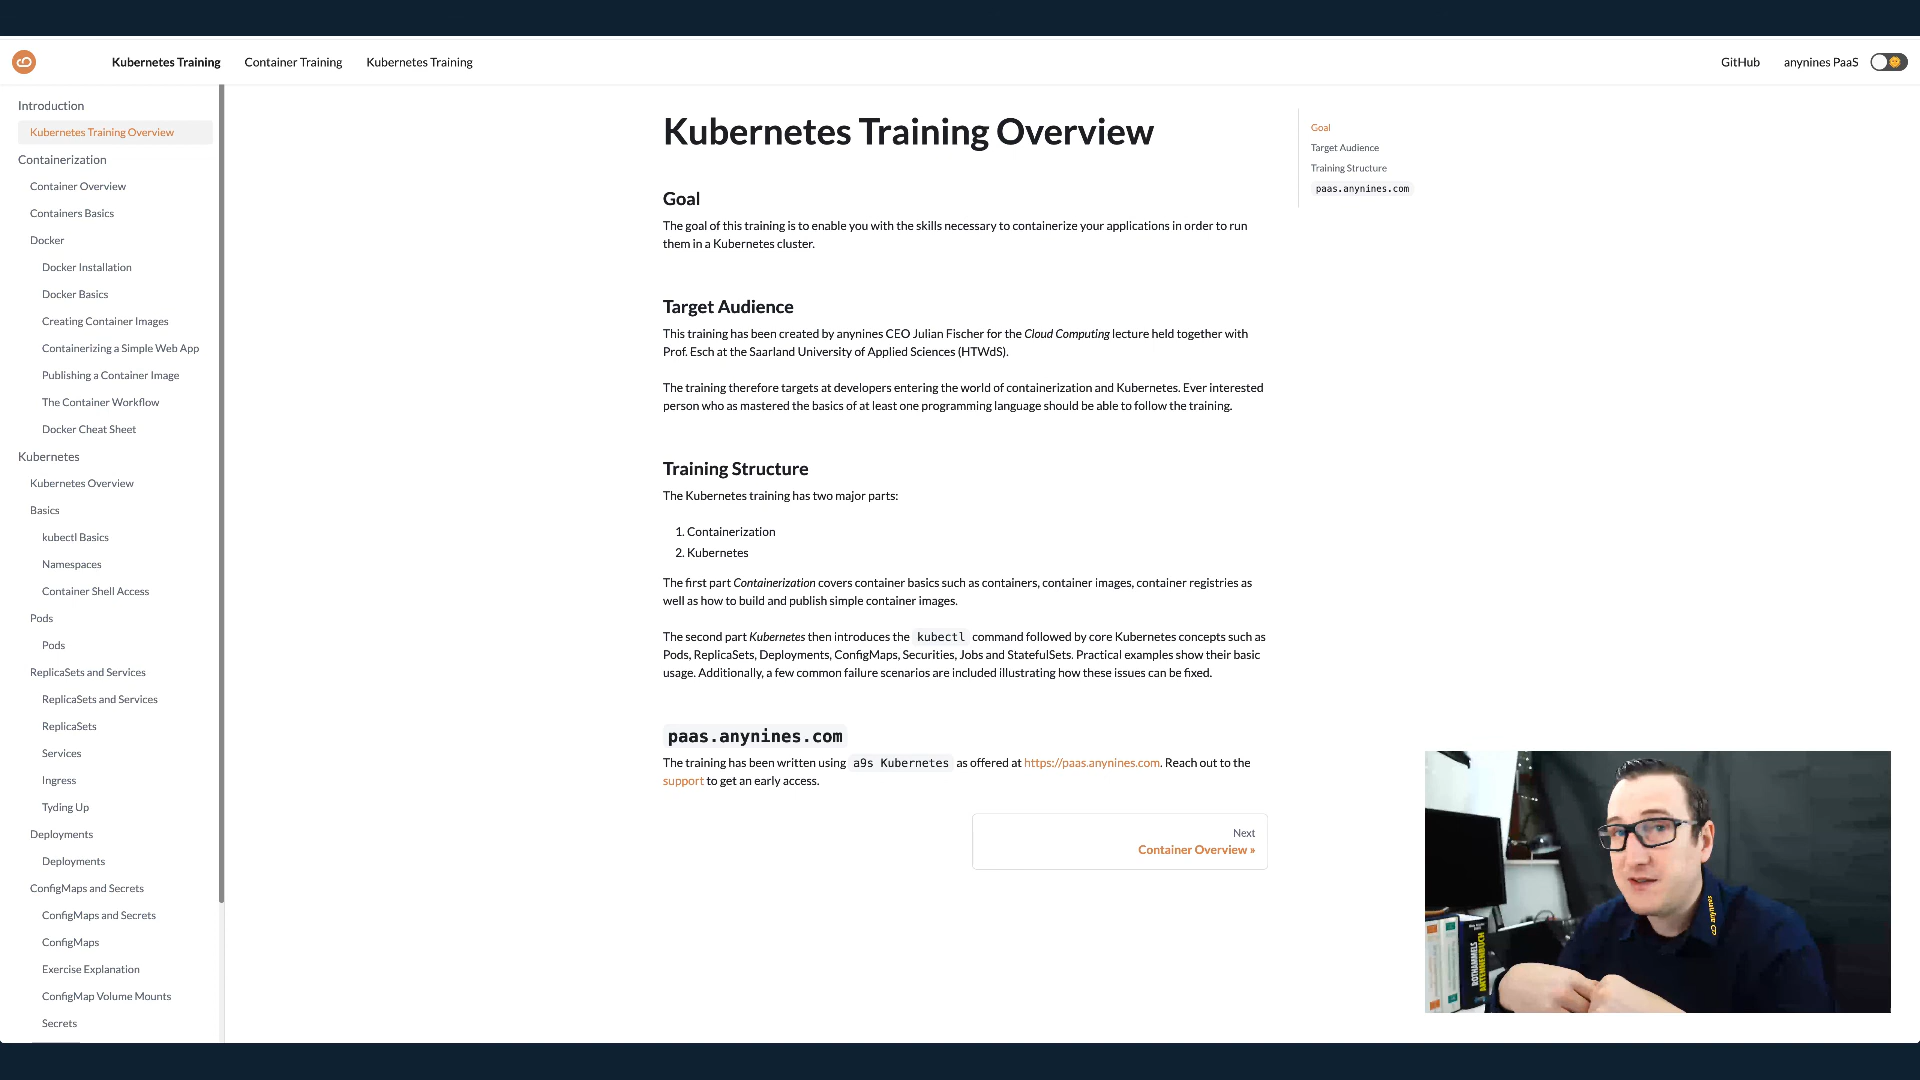 Kubernetes Training
Container Training
Kubernetes Training
GitHub
anynines PaaS
Introduction
Kubernetes Training Overview
Containerization
Container Overview
Containers Basics
Docker
Docker Installation
Docker Basics
Creating Container Images
Containerizing a Simple Web App
Publishing a Container Image
The Container Workflow
Docker Cheat Sheet
Kubernetes
Kubernetes Overview
Basics
kubectl Basics
Namespaces
Container Shell Access
Pods
Pods
ReplicaSets and Services
ReplicaSets and Services
ReplicaSets
Services
Ingress
Tyding Up
Deployments
Deployments
ConfigMaps and Secrets
ConfigMaps and Secrets
ConfigMaps
Exercise Explanation
ConfigMap Volume Mounts
Secrets
Kubernetes Training Overview
Goal
The goal of this training is to enable you with the skills necessary to containerize your applications in order to run
them in a Kubernetes cluster.
Target Audience
This training has been created by anynines CEO Julian Fischer for the Cloud Computing lecture held together with
Prof. Esch at the Saarland University of Applied Sciences (HTWdS).
The training therefore targets at developers entering the world of containerization and Kubernetes. Ever interested
person who as mastered the basics of at least one programming language should be able to follow the training.
Training Structure
The Kubernetes training has two major parts:
1. Containerization
2. Kubernetes
The first part Containerization covers container basics such as containers, container images, container registries as
well as how to build and publish simple container images.
The second part Kubernetes then introduces the kubectl command followed by core Kubernetes concepts such as
Pods, ReplicaSets, Deployments, ConfigMaps, Securities, Jobs and StatefulSets. Practical examples show their basic
usage. Additionally, a few common failure scenarios are included illustrating how these issues can be fixed.
paas.anynines.com
The training has been written using a9s Kubernetes as offered at https://paas.anynines.com. Reach out to the
support to get an early access.
Next
Container Overview »
Goal
Target Audience
Training Structure
paas.anynines.com
anynines
ROTHAMMELS
ANTENNENBUCH